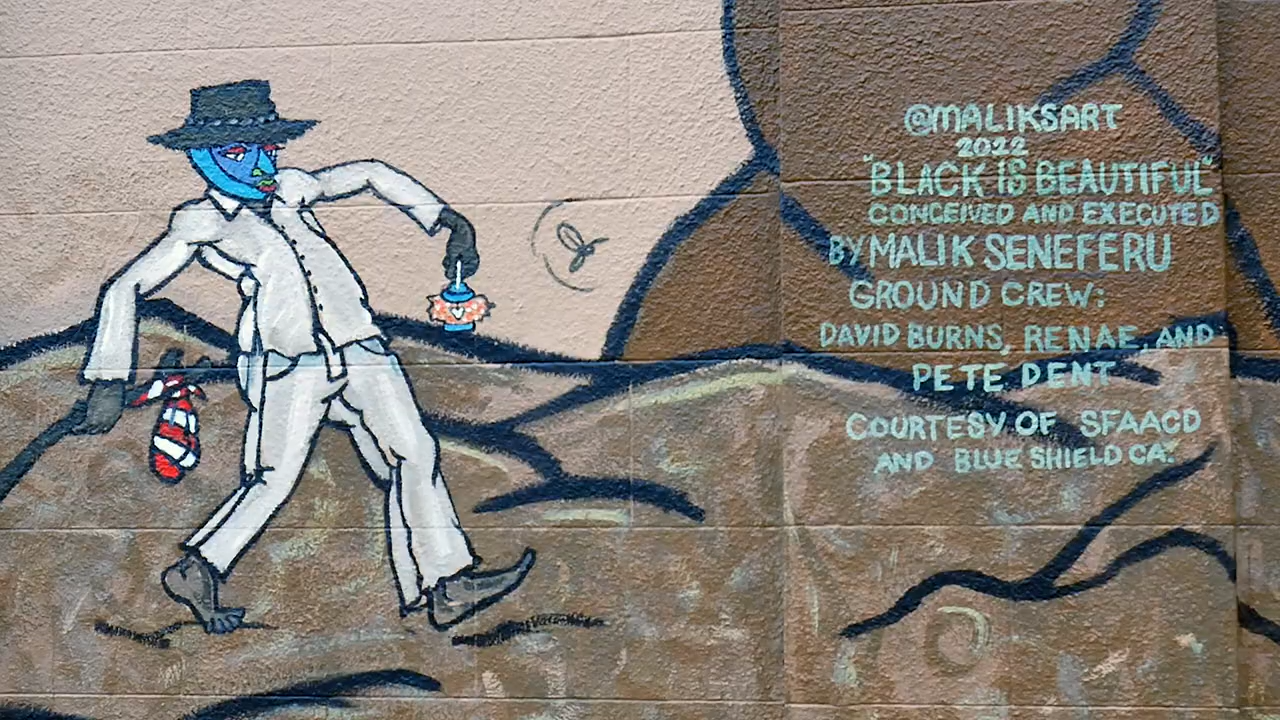 @MALIKSART
2022
"BLACK IS BEAUTIFUL"
CONCEIVED AND EXECUTED
BY MALIK SENEFERU
GROUND CREW:
DAVID BURNS, RENAE, AND
PETE DENT
COURTESY OF SFAACD
AND BLUE SHIELD CA.